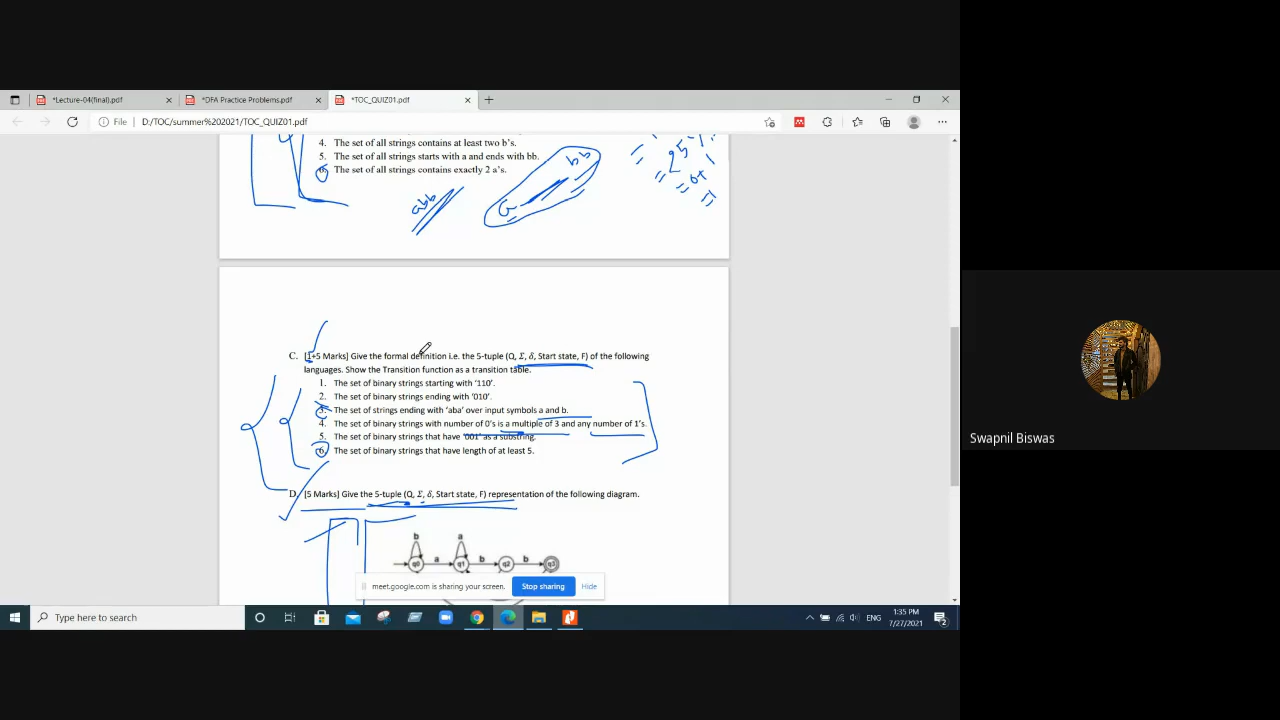 *Lecture-04(final).pdf
*DFA Practice Problems.pdf
*TOC_QUIZ01.pdf
File
D:/TOC/summer%202021/TOC_QUIZ01.pdf
4. The set of all strings contains at least two b's.
5. The set of all strings starts with a and ends with bb.
6. The set of all strings contains exactly 2 a's.
abb
a
bb
C. [1+5 Marks] Give the formal definition i.e. the 5-tuple (Q, Σ, δ, Start state, F) of the following
languages. Show the Transition function as a transition table.
1. The set of binary strings starting with '110'.
2. The set of binary strings ending with '010'.
3. The set of strings ending with 'aba' over input symbols a and b.
4. The set of binary strings with number of 0's is a multiple of 3 and any number of 1's.
5. The set of binary strings that have '001' as a substring.
6. The set of binary strings that have length of at least 5.
D. [5 Marks] Give the 5-tuple (Q, Σ, δ, Start state, F) representation of the following diagram.
b a
q0 a q1 b q2 b q3
meet.google.com is sharing your screen.
Stop sharing
Hide
Swapnil Biswas
Type here to search
ENG
1:35 PM
7/27/2021
2